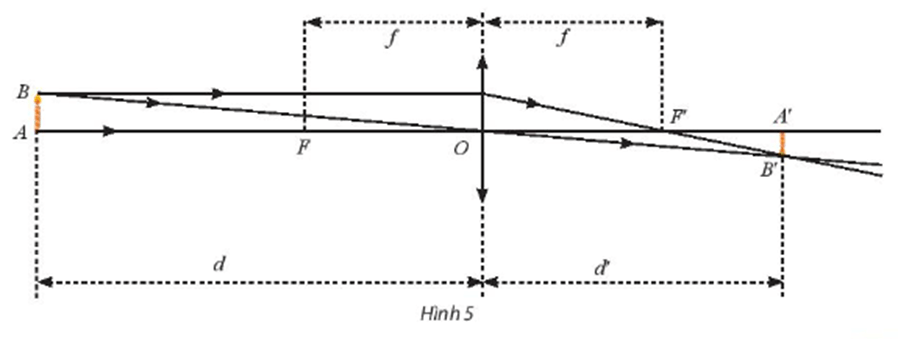 f f
B
A F O F' A'
B'
d d'
Hình 5